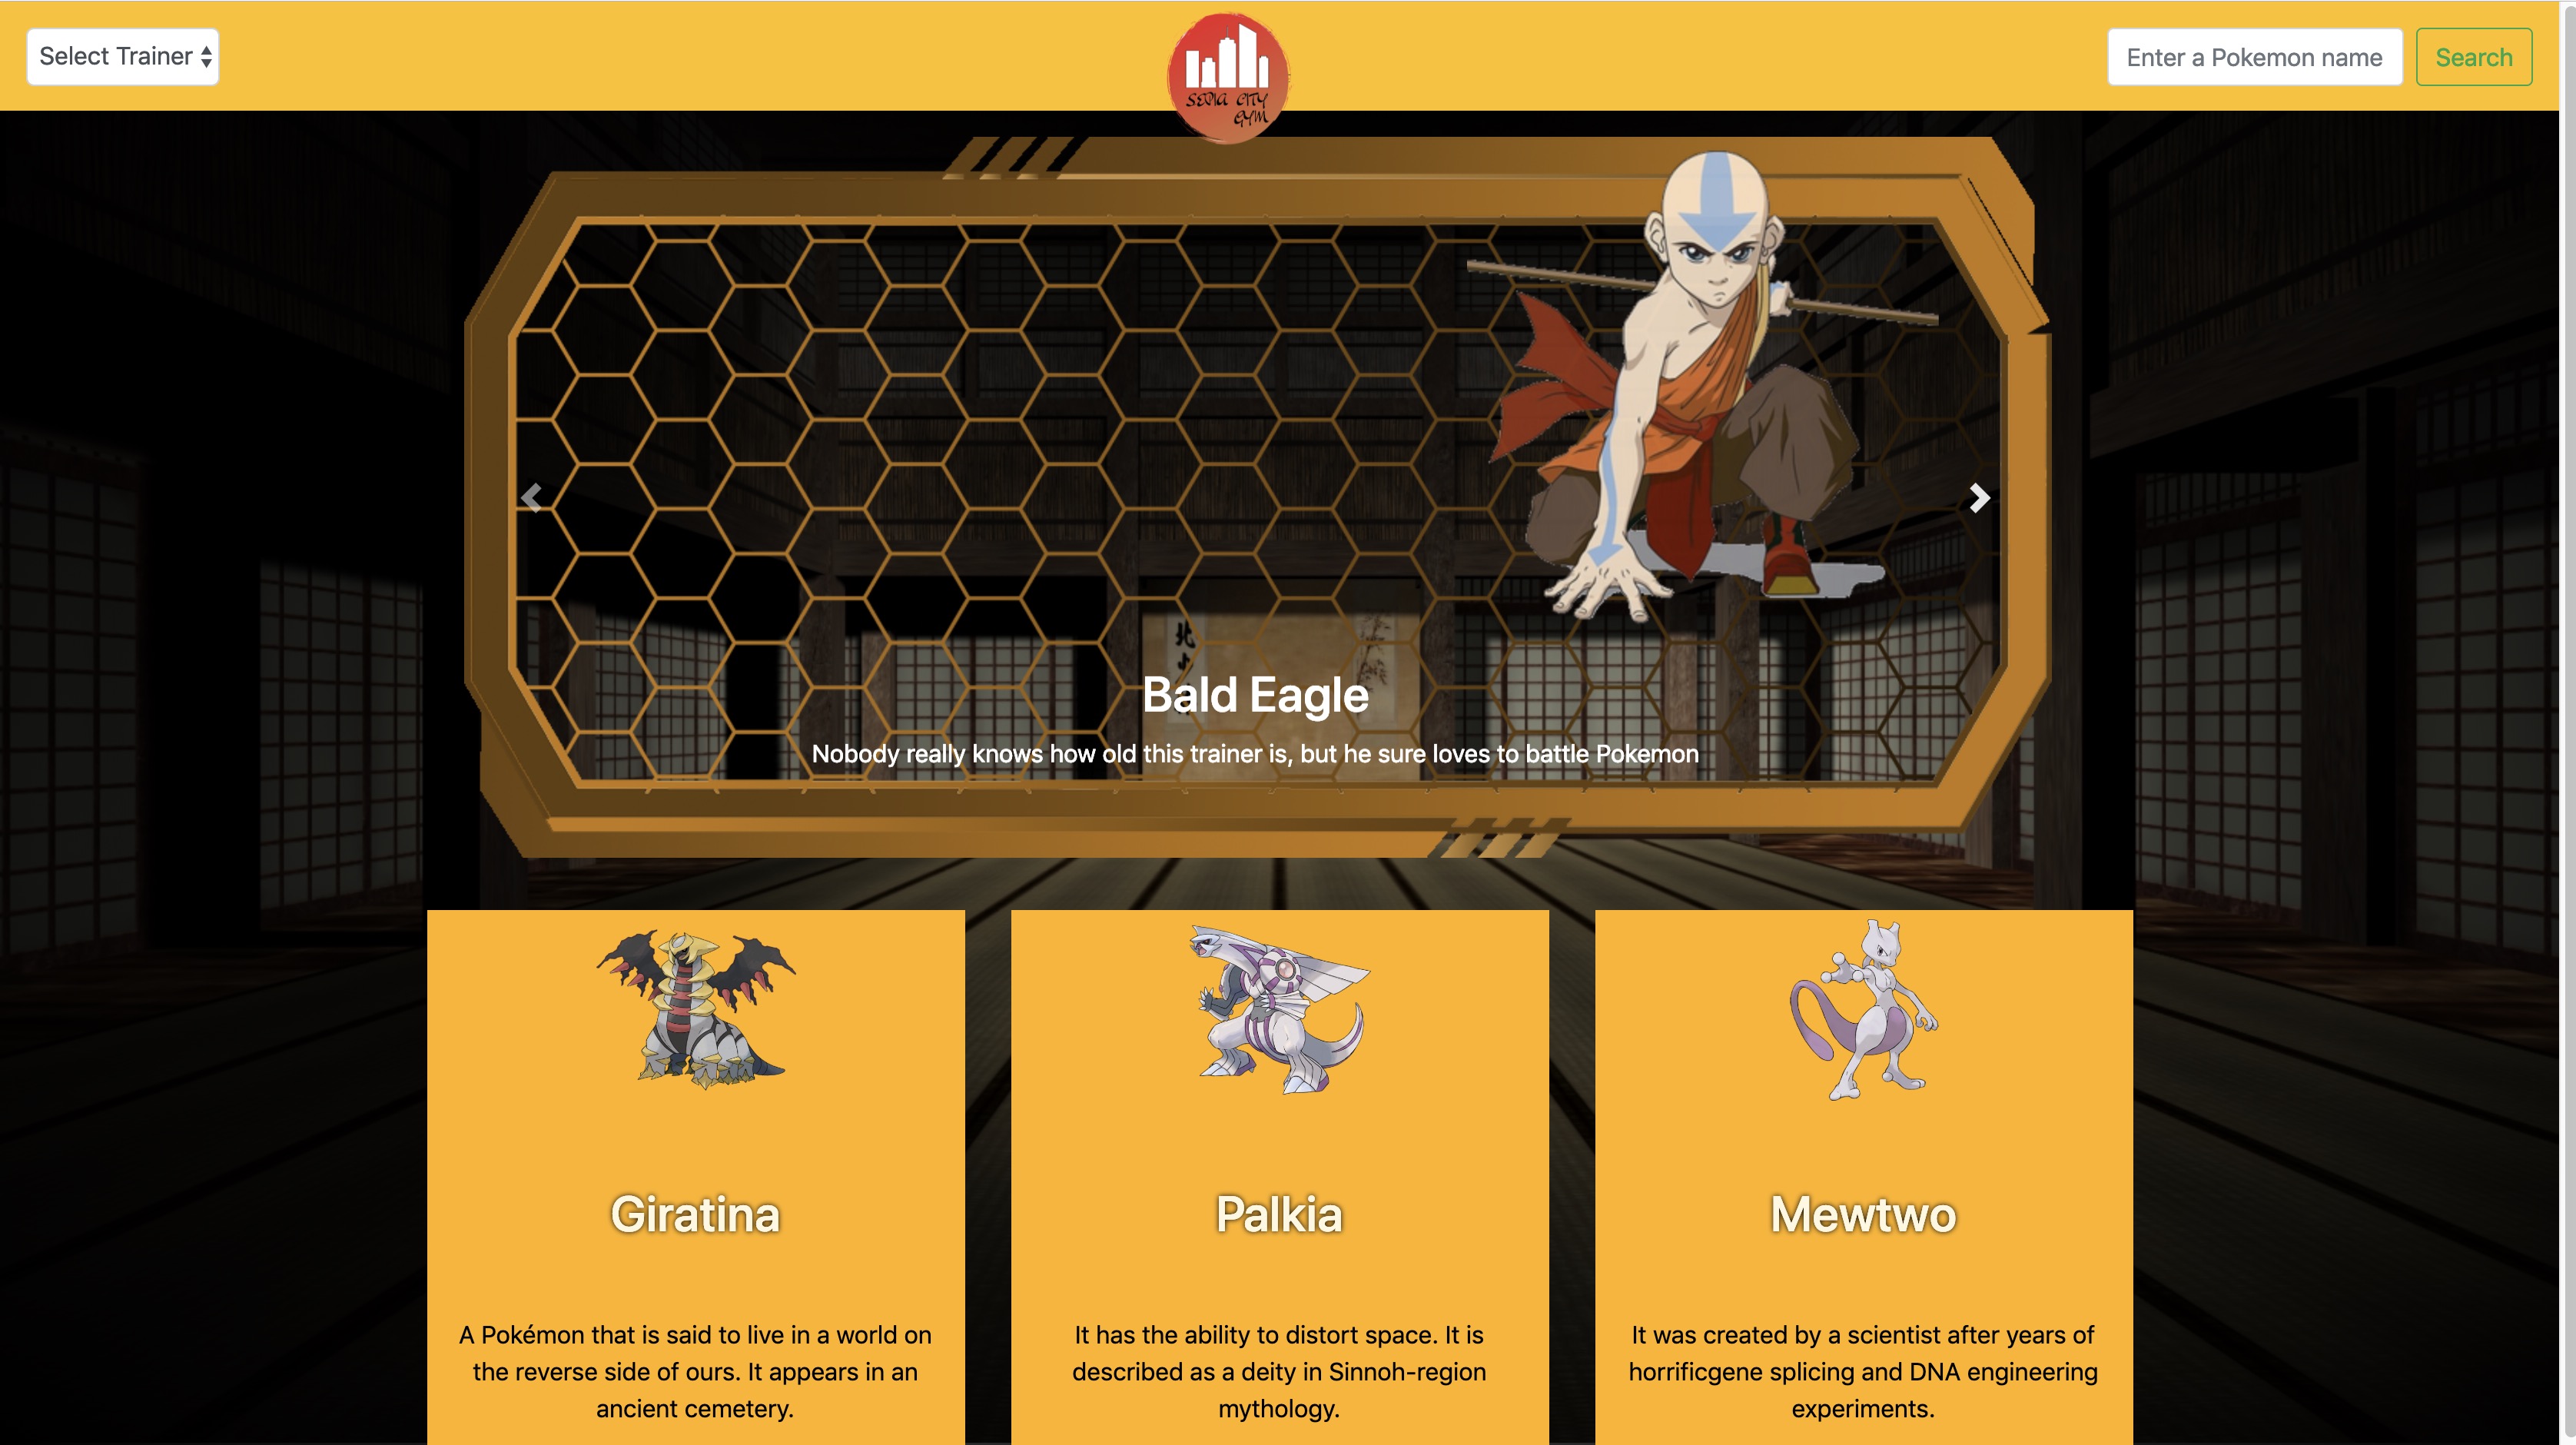 Select Trainer
SEPIA CITY
GYM
Enter a Pokemon name
Search
北
Bald Eagle
Nobody really knows how old this trainer is, but he sure loves to battle Pokemon
Giratina
A Pokémon that is said to live in a world on
the reverse side of ours. It appears in an
ancient cemetery.
Palkia
It has the ability to distort space. It is
described as a deity in Sinnoh-region
mythology.
Mewtwo
It was created by a scientist after years of
horrificgene splicing and DNA engineering
experiments.